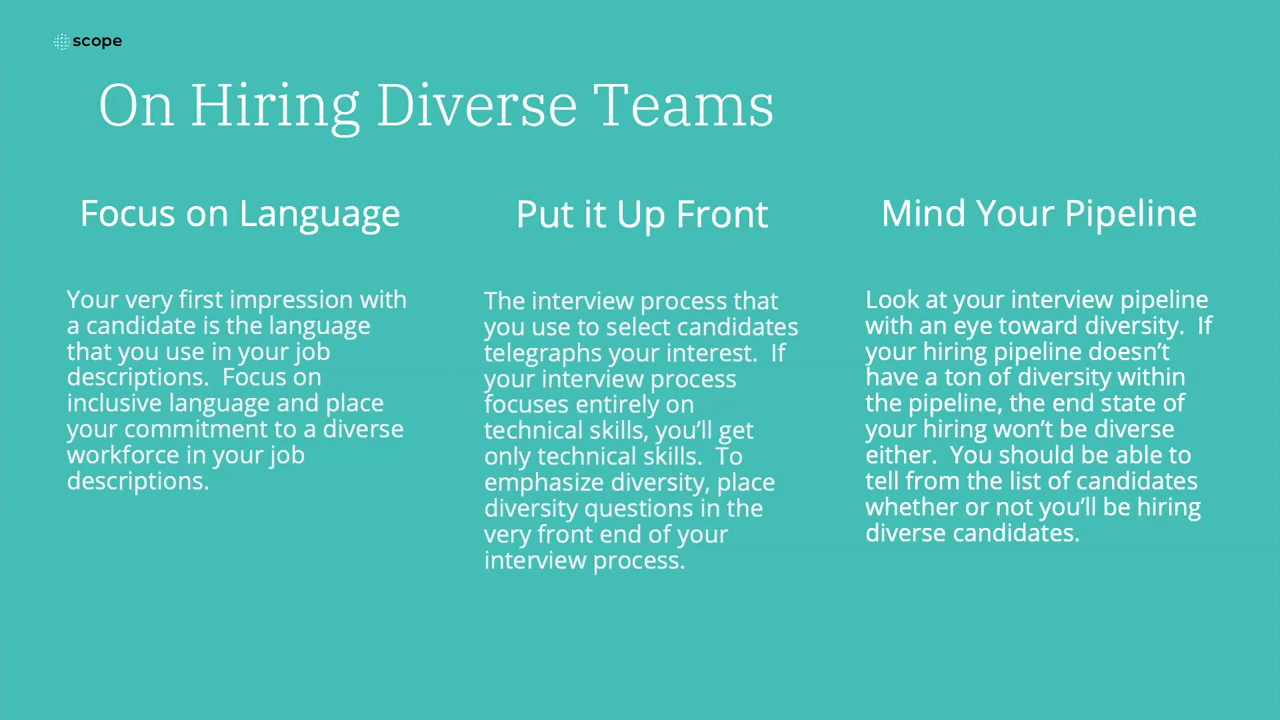 scope
On Hiring Diverse Teams
Focus on Language
Your very first impression with
a candidate is the language
that you use in your job
descriptions.  Focus on
inclusive language and place
your commitment to a diverse
workforce in your job
descriptions.
Put it Up Front
The interview process that
you use to select candidates
telegraphs your interest.  If
your interview process
focuses entirely on
technical skills, you’ll get
only technical skills.  To
emphasize diversity, place
diversity questions in the
very front end of your
interview process.
Mind Your Pipeline
Look at your interview pipeline
with an eye toward diversity.  If
your hiring pipeline doesn’t
have a ton of diversity within
the pipeline, the end state of
your hiring won’t be diverse
either.  You should be able to
tell from the list of candidates
whether or not you’ll be hiring
diverse candidates.